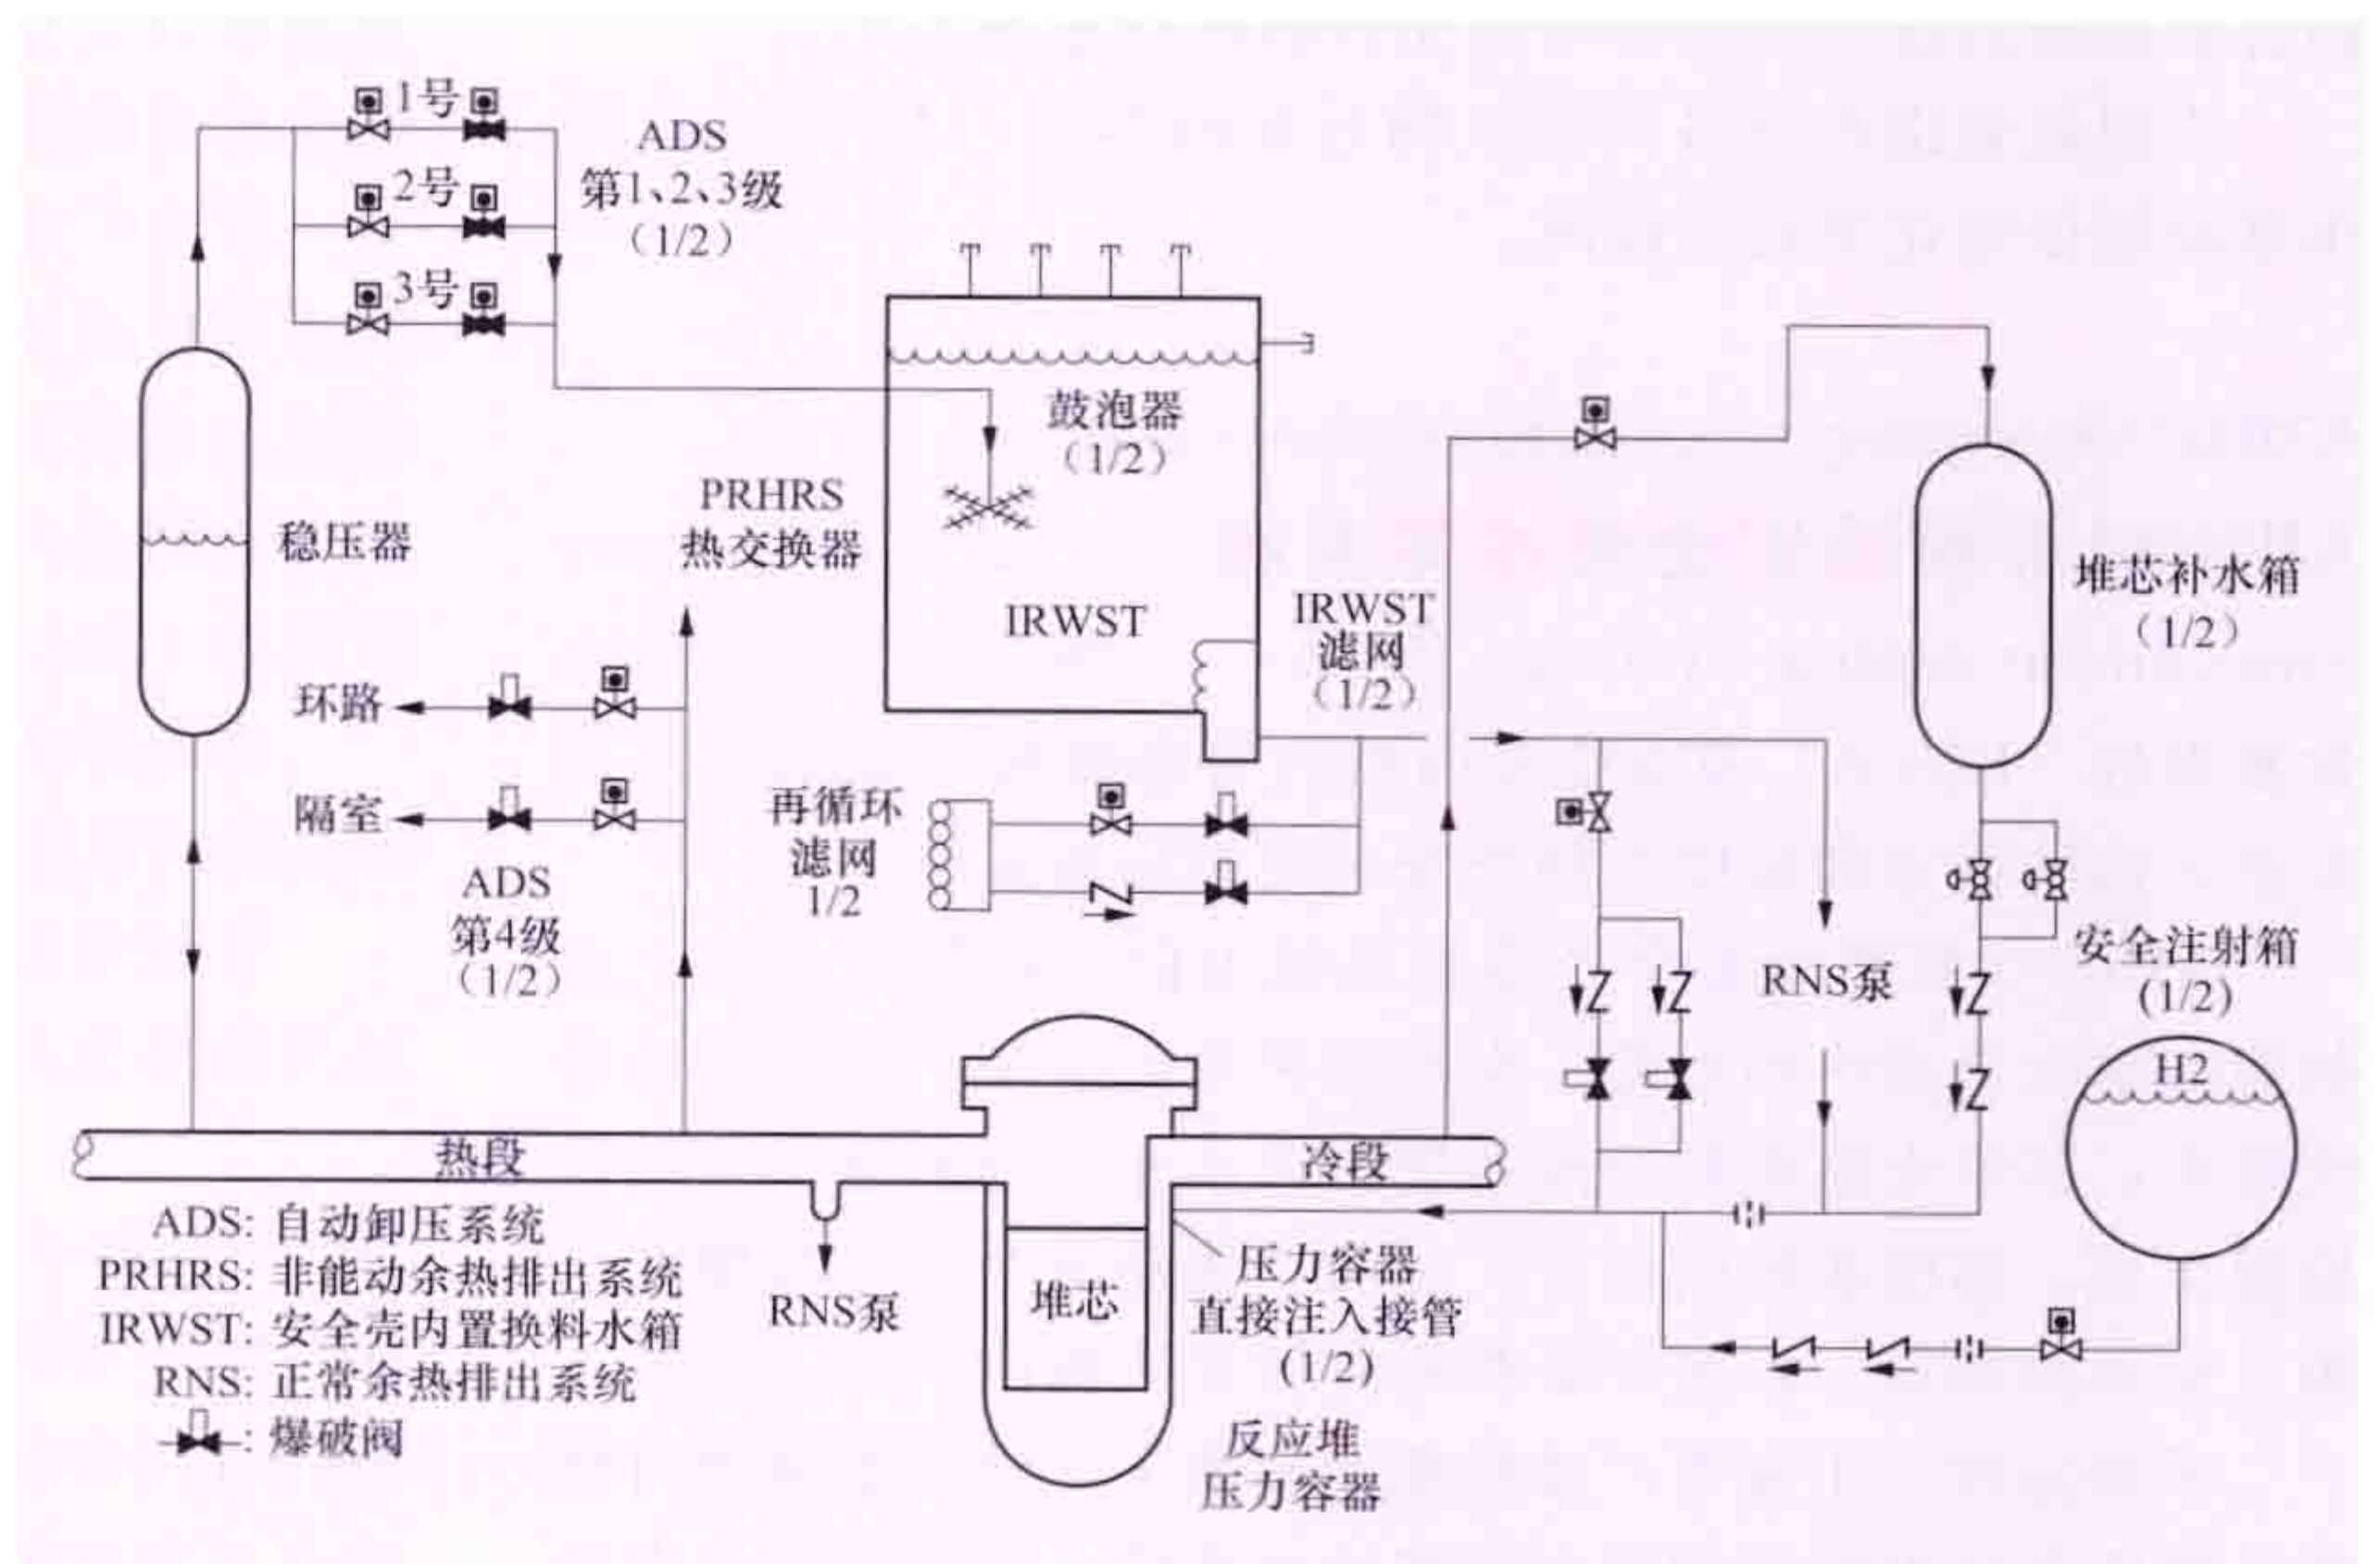 1号
2号
3号
ADS
第1、2、3级
（1/2）
鼓泡器
（1/2）
PRHRS
热交换器
稳压器
IRWST
IRWST
滤网
（1/2）
堆芯补水箱
（1/2）
环路
隔室
ADS
第4级
（1/2）
再循环
滤网
1/2
RNS泵
安全注射箱
(1/2)
H2
热段
冷段
ADS: 自动卸压系统
PRHRS: 非能动余热排出系统
IRWST: 安全壳内置换料水箱
RNS: 正常余热排出系统
: 爆破阀
RNS泵
堆芯
压力容器
直接注入接管
(1/2)
反应堆
压力容器